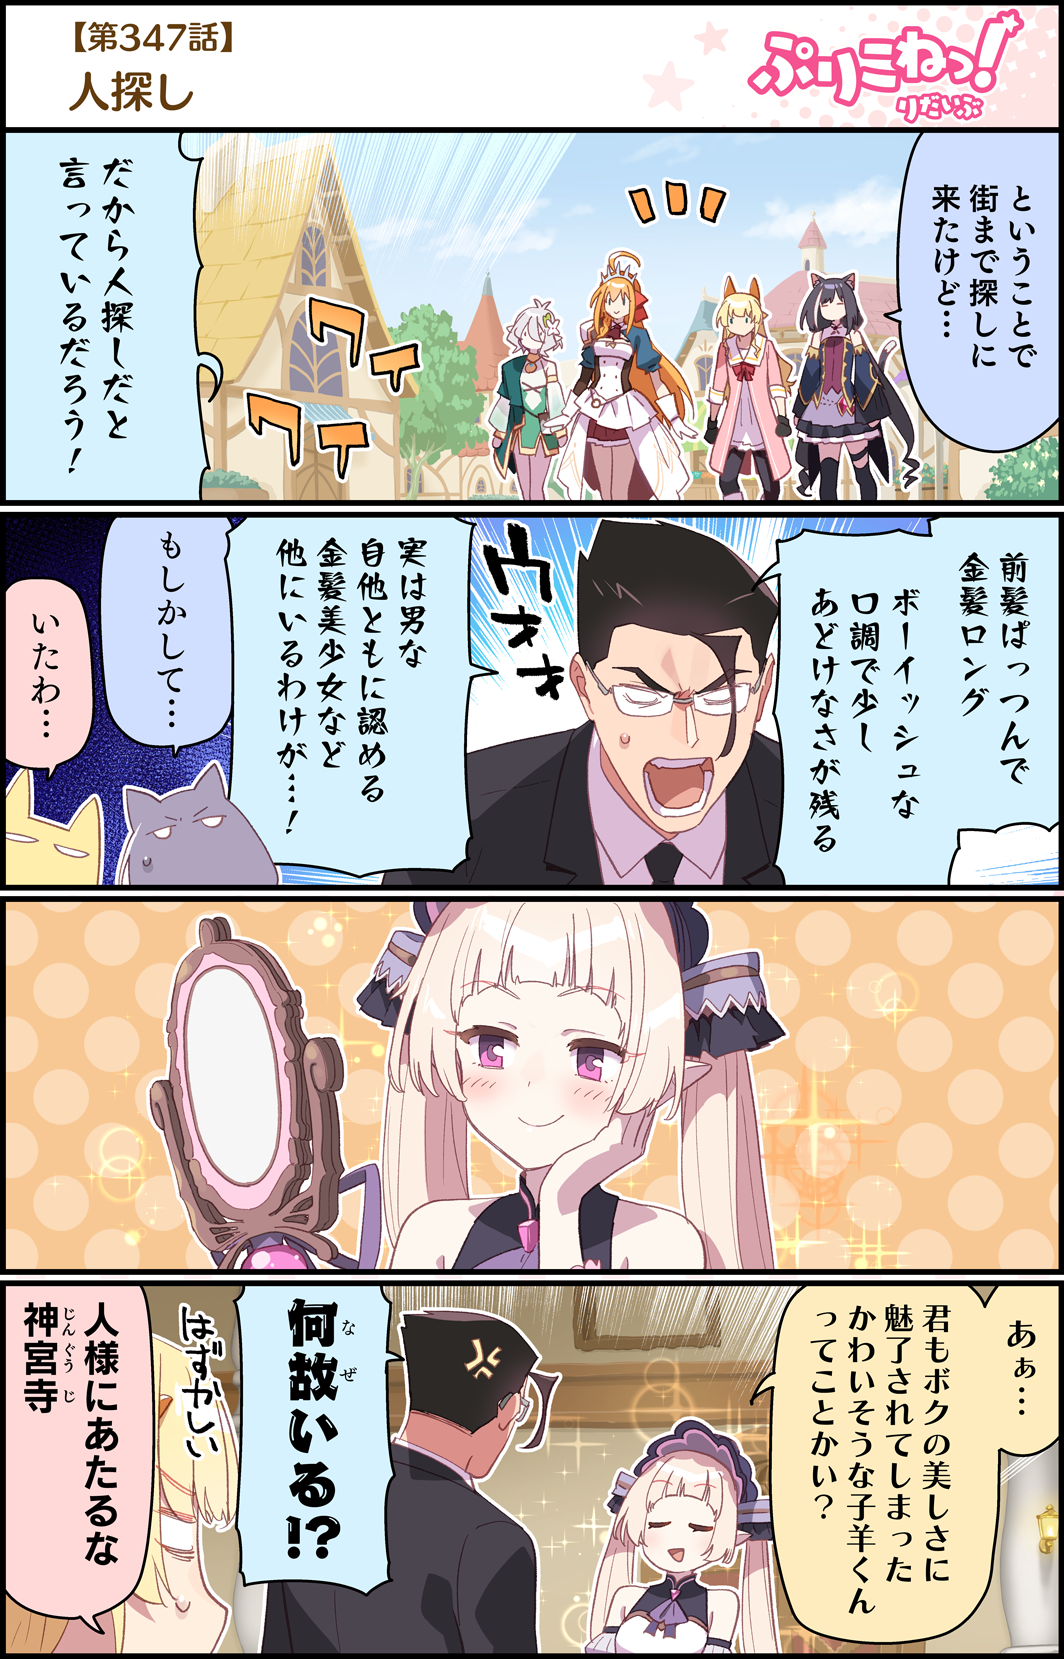 【第347話】
人探し
ぷりこねっ!
りだいぶ
ということで
街まで探しに
来たけど…
ワイ
ワイ
だから人探しだと
言っているだろう!
前髪ぱっつんで
金髪ロング
ボーイッシュな
口調で少し
あどけなさが残る
ウオオ
実は男な
自他ともに認める
金髪美少女など
他にいるわけが…!
もしかして…
いたわ…
あぁ…
君もボクの美しさに
魅了されてしまった
かわいそうな子羊くん
ってことかい?
何故いる!?
なぜ
はずかしい
人様にあたるな
神宮寺
じんぐうじ